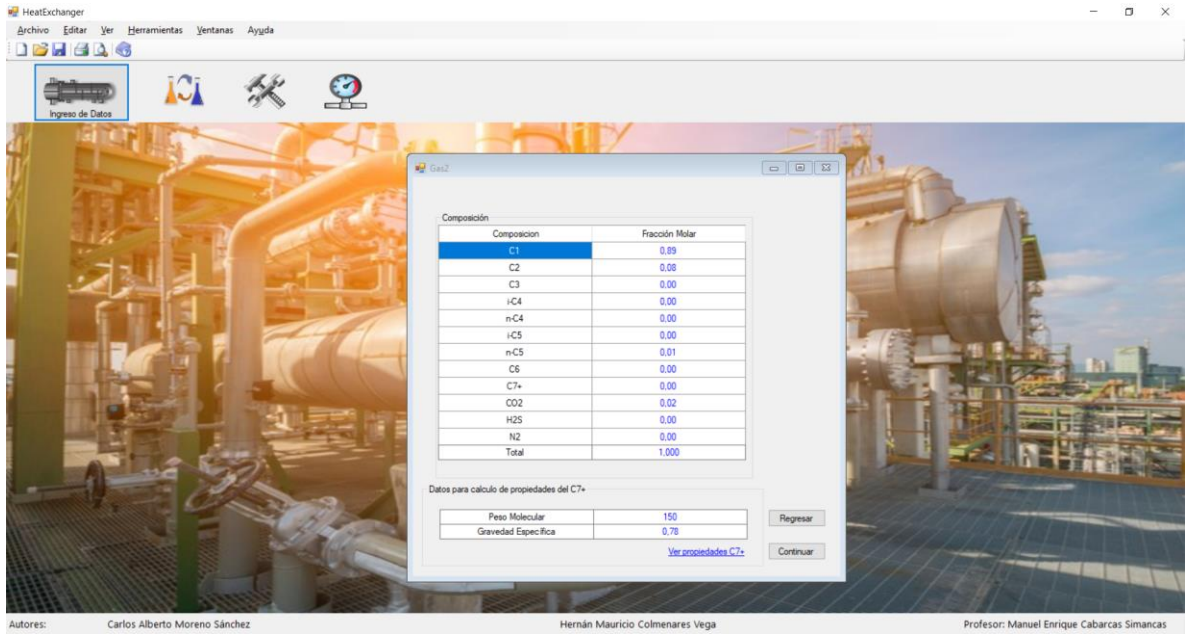 HeatExchanger
Archivo Editar Ver Herramientas Ventanas Ayuda
Ingreso de Datos
Gas2
Composición
Composicion Fracción Molar
C1 0,89
C2 0,08
C3 0,00
i-C4 0,00
n-C4 0,00
i-C5 0,00
n-C5 0,01
C6 0,00
C7+ 0,00
CO2 0,02
H2S 0,00
N2 0,00
Total 1,000
Datos para calculo de propiedades del C7+
Peso Molecular 150
Gravedad Específica 0,78
Regresar
Ver propiedades C7+
Continuar
Autores: Carlos Alberto Moreno Sánchez Hernán Mauricio Colmenares Vega Profesor: Manuel Enrique Cabarcas Simancas